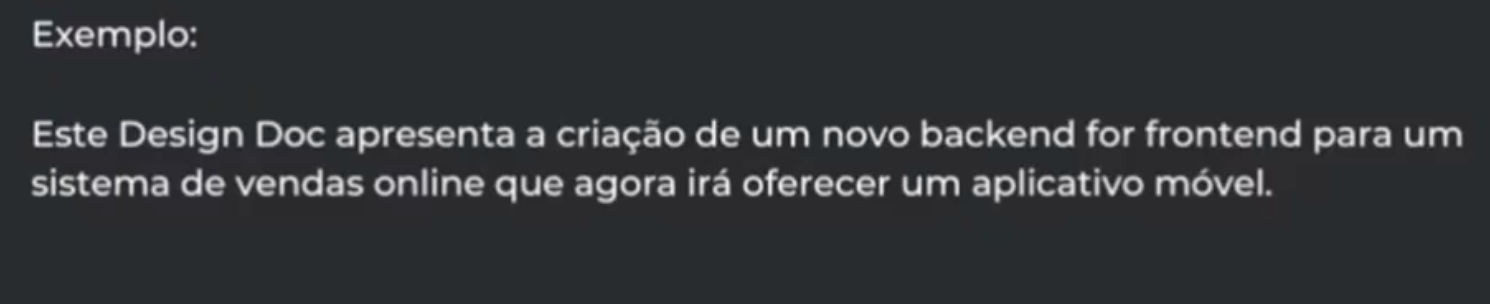 Exemplo:
Este Design Doc apresenta a criação de um novo backend for frontend para um
sistema de vendas online que agora irá oferecer um aplicativo móvel.